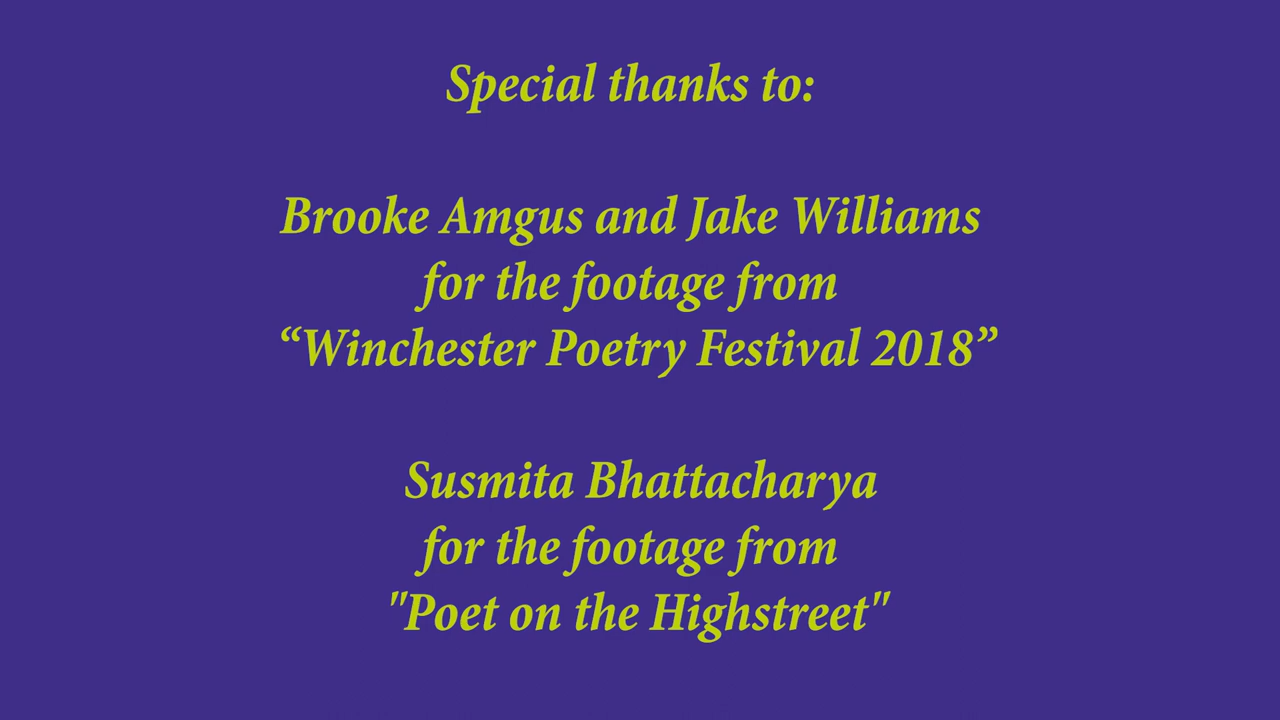 Special thanks to:
Brooke Amgus and Jake Williams
for the footage from
“Winchester Poetry Festival 2018”
Susmita Bhattacharya
for the footage from
"Poet on the Highstreet"